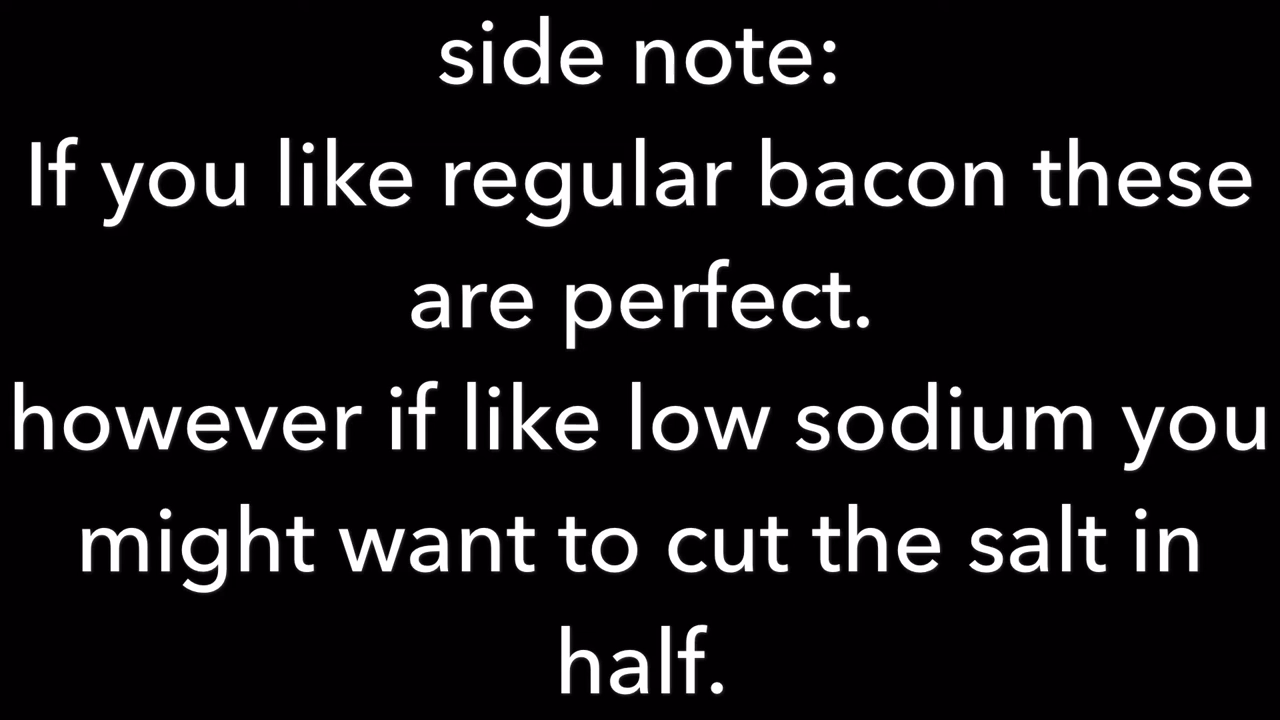 side note:
If you like regular bacon these
are perfect.
however if like low sodium you
might want to cut the salt in
half.